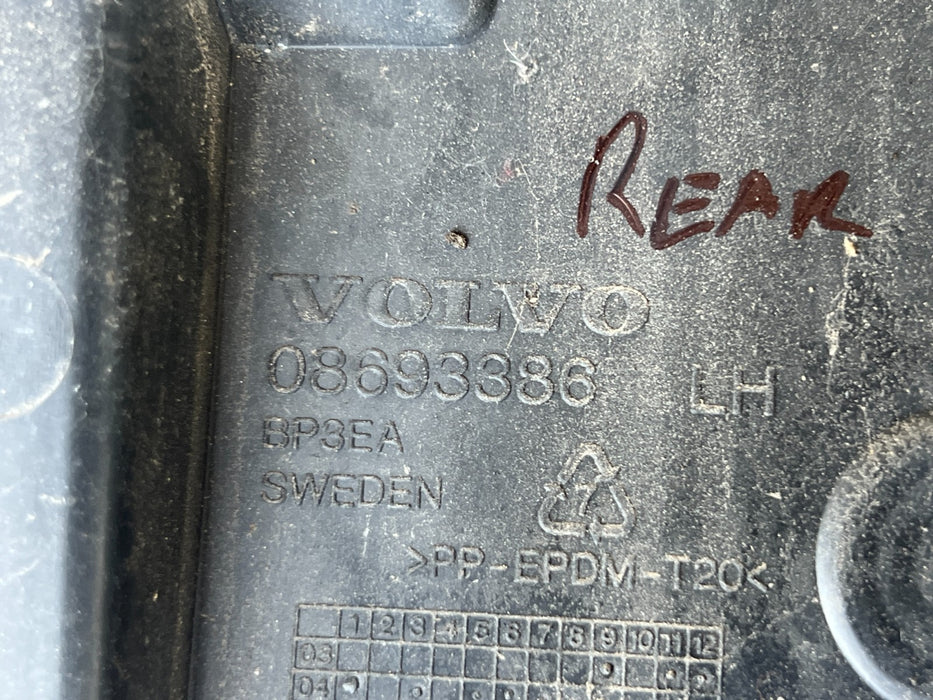 REAR
VOLVO
08693386 LH
BP3EA
SWEDEN
7
>PP-EPDM-T20<
1 2 3 4 5 6 7 8 9 10 11 12
03
04